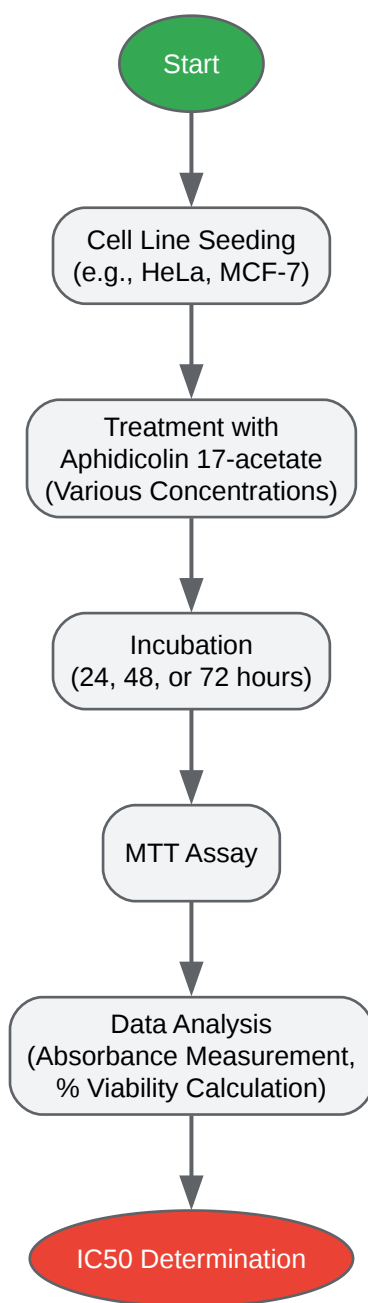 Start
Cell Line Seeding
(e.g., HeLa, MCF-7)
Treatment with
Aphidicolin 17-acetate
(Various Concentrations)
Incubation
(24, 48, or 72 hours)
MTT Assay
Data Analysis
(Absorbance Measurement,
% Viability Calculation)
IC50 Determination